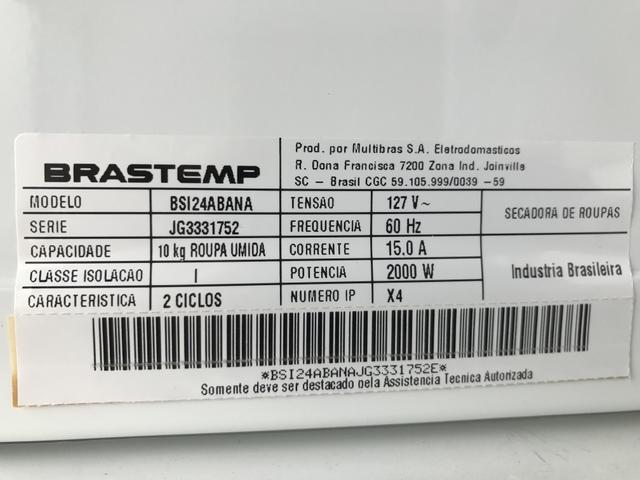 BRASTEMP
Prod. por Multibras S.A. Eletrodomasticos
R. Dona Francisca 7200 Zona Ind. Joinville
SC - Brasil CGC 59.105.999/0039 -59
MODELO BSI24ABANA TENSAO 127 V~ SECADORA DE ROUPAS
SERIE JG3331752 FREQUENCIA 60 Hz
CAPACIDADE 10 kg ROUPA UMIDA CORRENTE 15.0 A Industria Brasileira
CLASSE ISOLACAO I POTENCIA 2000 W
CARACTERISTICA 2 CICLOS NUMERO IP X4
*BSI24ABANAJG3331752E*
Somente deve ser destacado pela Assistencia Tecnica Autorizada